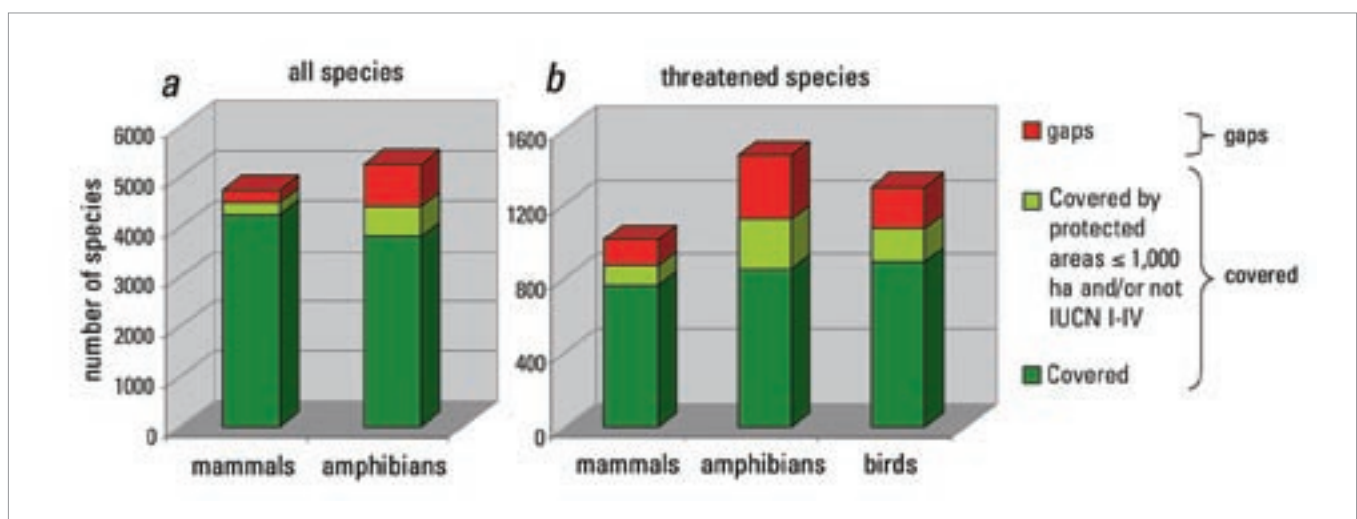 a
all species
number of species
6000
5000
4000
3000
2000
1000
0
mammals
amphibians
b
threatened species
1600
1200
800
400
0
mammals
amphibians
birds
gaps
gaps
Covered by
protected
areas ≤ 1,000
ha and/or not
IUCN I-IV
covered
Covered